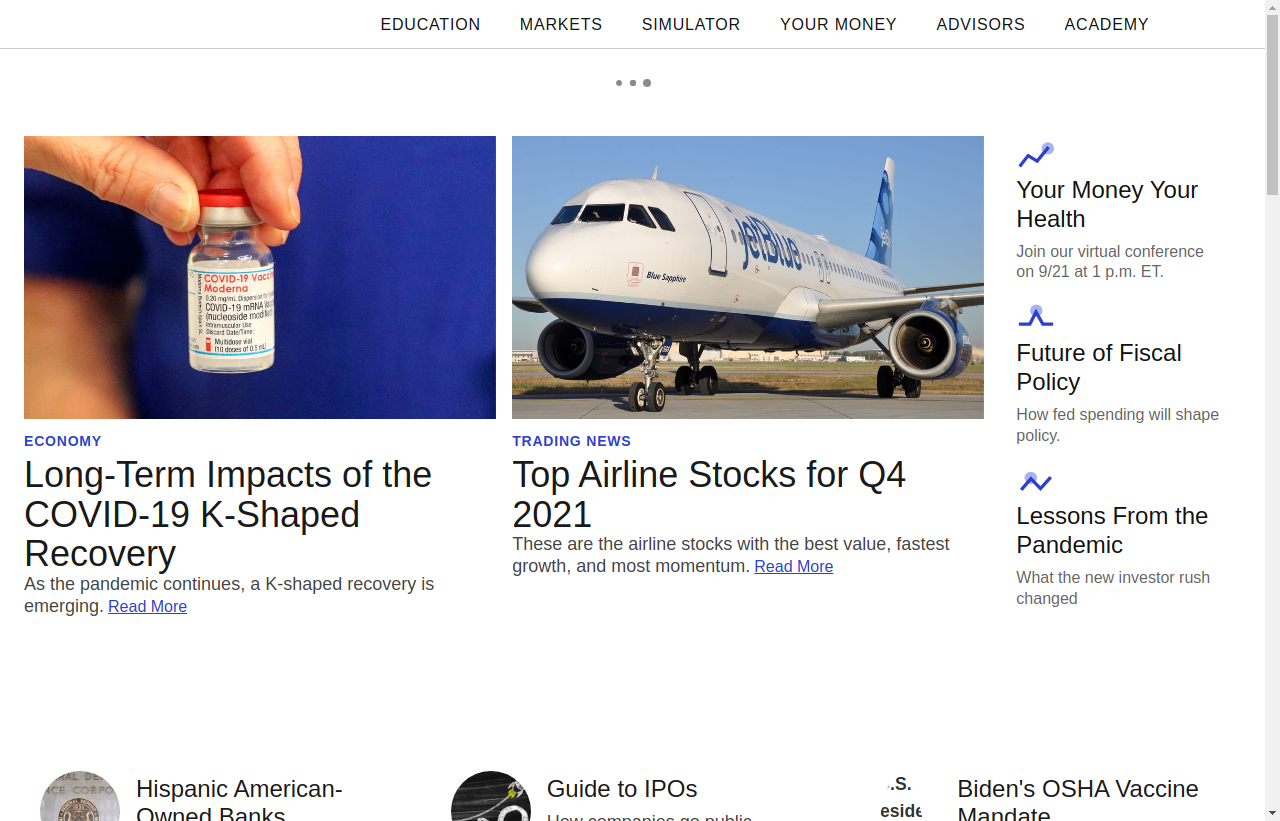 EDUCATION MARKETS SIMULATOR YOUR MONEY ADVISORS ACADEMY
COVID-19 Vaccine
Moderna
0.20 mg/mL Dispersion for
COVID-19 mRNA Vacc
(nucleoside modified
Intramuscular Use
Discard Date/Time:
Multidose vial
(10 doses of 0.5 mL)
jetBlue
Blue Sapphire
ECONOMY
Long-Term Impacts of the
COVID-19 K-Shaped
Recovery
As the pandemic continues, a K-shaped recovery is
emerging. Read More
TRADING NEWS
Top Airline Stocks for Q4
2021
These are the airline stocks with the best value, fastest
growth, and most momentum. Read More
Your Money Your
Health
Join our virtual conference
on 9/21 at 1 p.m. ET.
Future of Fiscal
Policy
How fed spending will shape
policy.
Lessons From the
Pandemic
What the new investor rush
changed
Hispanic American-
Owned Banks
Guide to IPOs
How companies go public
.S.
eside
Biden's OSHA Vaccine
Mandate